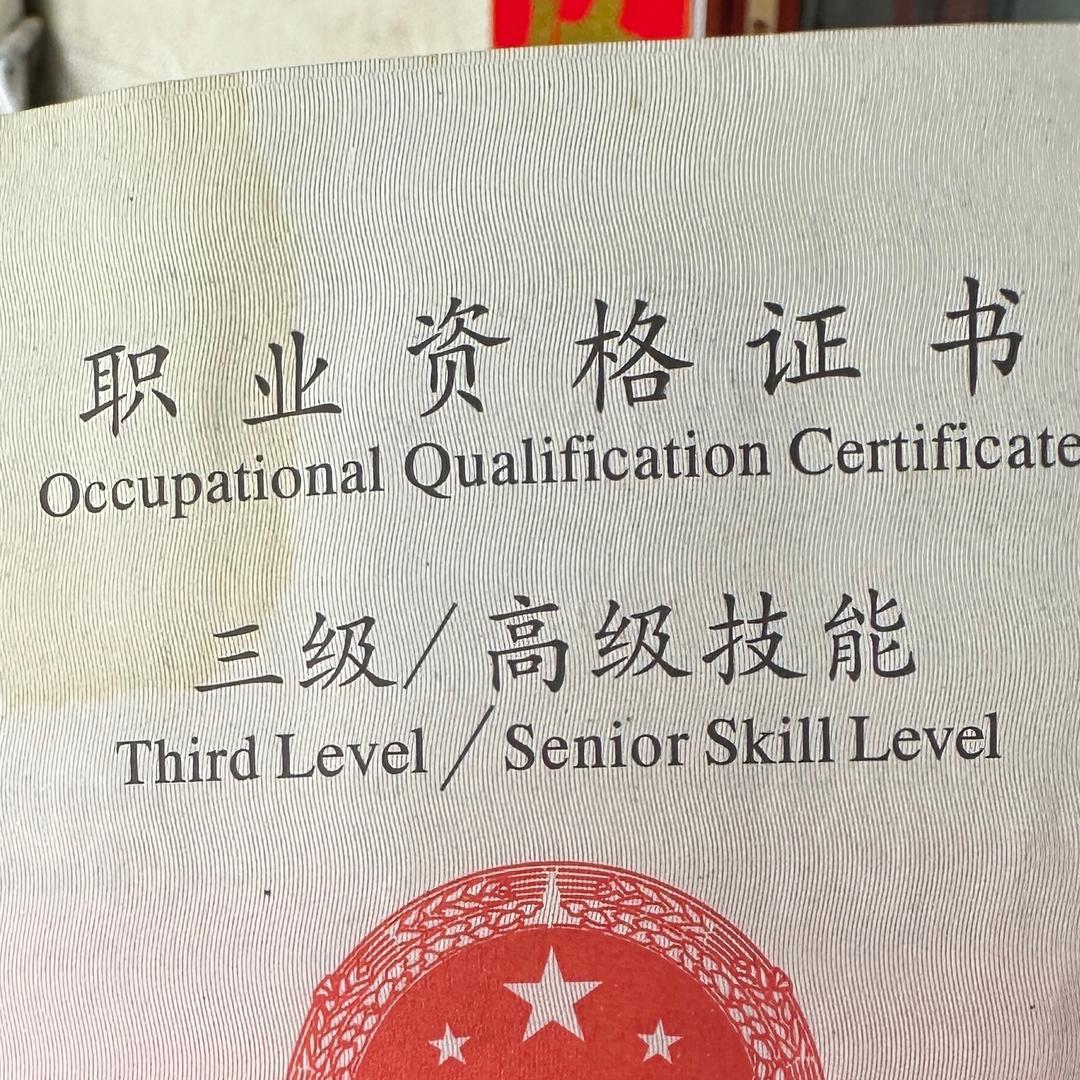 职业资格证书
Occupational Qualification Certificate
三级/高级技能
Third Level / Senior Skill Level